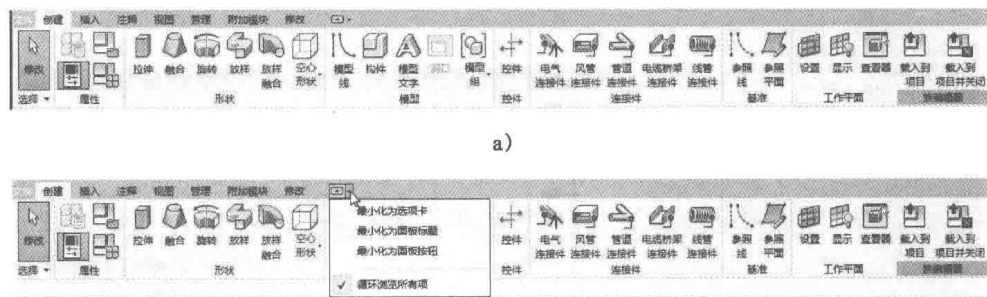 创建 插入 注释 视图 管理 附加模块 修改
修改 拉伸 融合 旋转 放样 放样融合 空心形状 模型线 构件 模型文字 洞口 模型组 控件 电气连接件 风管连接件 管道连接件 电缆桥架连接件 线管连接件 参照线 参照平面 设置 显示 查看器 载入到项目 载入到项目并关闭
选择 属性 形状 模型 控件 连接件 基准 工作平面 族编辑器
a)
创建 插入 注释 视图 管理 附加模块 修改
修改 拉伸 融合 旋转 放样 放样融合 空心形状 控件 电气连接件 风管连接件 管道连接件 电缆桥架连接件 线管连接件 参照线 参照平面 设置 显示 查看器 载入到项目 载入到项目并关闭
选择 属性 形状 控件 连接件 基准 工作平面 族编辑器
最小化为选项卡
最小化为面板标题
最小化为面板按钮
循环浏览所有项